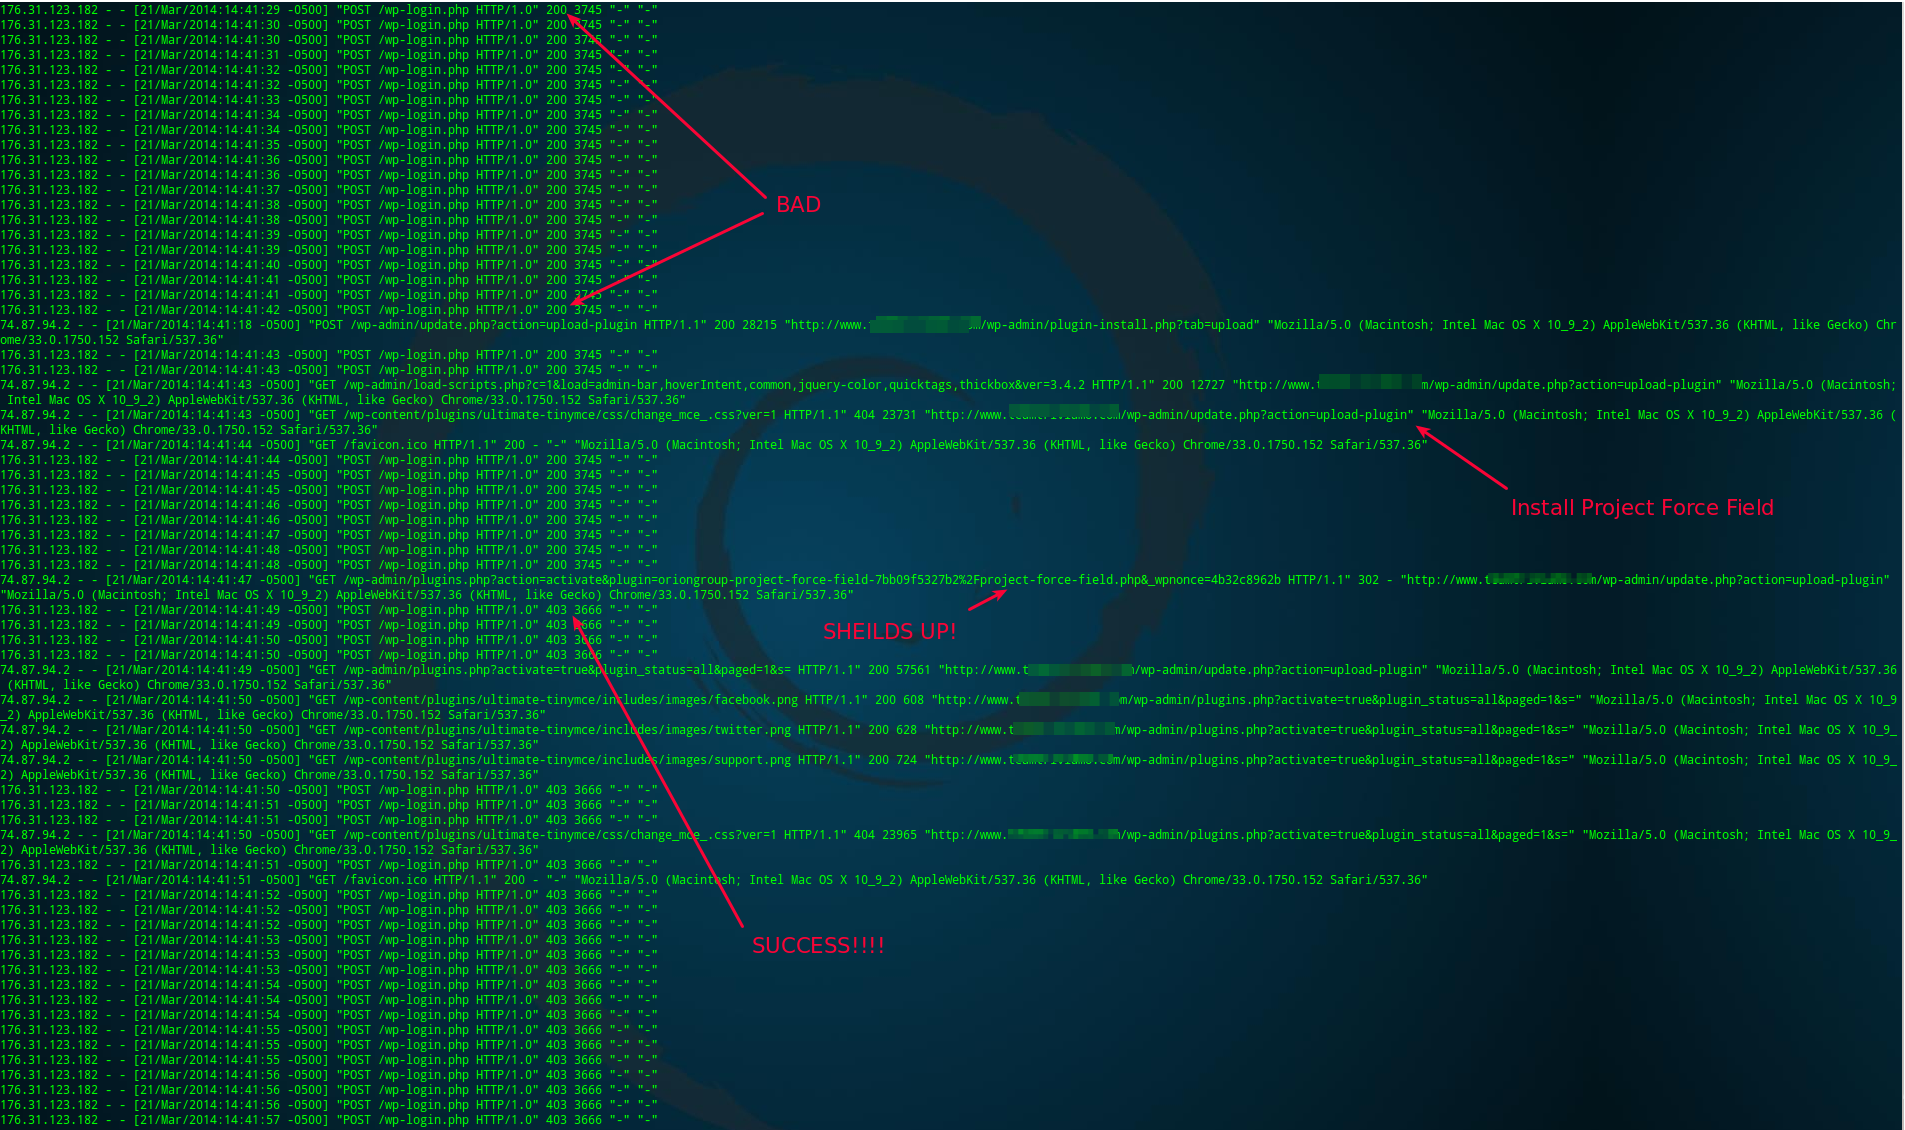 176.31.123.182 - - [21/Mar/2014:14:41:29 -0500] "POST /wp-login.php HTTP/1.0" 200 3745 "-" "-"
176.31.123.182 - - [21/Mar/2014:14:41:30 -0500] "POST /wp-login.php HTTP/1.0" 200 3745 "-" "-"
176.31.123.182 - - [21/Mar/2014:14:41:30 -0500] "POST /wp-login.php HTTP/1.0" 200 3745 "-" "-"
176.31.123.182 - - [21/Mar/2014:14:41:31 -0500] "POST /wp-login.php HTTP/1.0" 200 3745 "-" "-"
176.31.123.182 - - [21/Mar/2014:14:41:32 -0500] "POST /wp-login.php HTTP/1.0" 200 3745 "-" "-"
176.31.123.182 - - [21/Mar/2014:14:41:32 -0500] "POST /wp-login.php HTTP/1.0" 200 3745 "-" "-"
176.31.123.182 - - [21/Mar/2014:14:41:33 -0500] "POST /wp-login.php HTTP/1.0" 200 3745 "-" "-"
176.31.123.182 - - [21/Mar/2014:14:41:34 -0500] "POST /wp-login.php HTTP/1.0" 200 3745 "-" "-"
176.31.123.182 - - [21/Mar/2014:14:41:34 -0500] "POST /wp-login.php HTTP/1.0" 200 3745 "-" "-"
176.31.123.182 - - [21/Mar/2014:14:41:35 -0500] "POST /wp-login.php HTTP/1.0" 200 3745 "-" "-"
176.31.123.182 - - [21/Mar/2014:14:41:36 -0500] "POST /wp-login.php HTTP/1.0" 200 3745 "-" "-"
176.31.123.182 - - [21/Mar/2014:14:41:36 -0500] "POST /wp-login.php HTTP/1.0" 200 3745 "-" "-"
176.31.123.182 - - [21/Mar/2014:14:41:37 -0500] "POST /wp-login.php HTTP/1.0" 200 3745 "-" "-"
176.31.123.182 - - [21/Mar/2014:14:41:38 -0500] "POST /wp-login.php HTTP/1.0" 200 3745 "-" "-"
BAD
176.31.123.182 - - [21/Mar/2014:14:41:38 -0500] "POST /wp-login.php HTTP/1.0" 200 3745 "-" "-"
176.31.123.182 - - [21/Mar/2014:14:41:39 -0500] "POST /wp-login.php HTTP/1.0" 200 3745 "-" "-"
176.31.123.182 - - [21/Mar/2014:14:41:39 -0500] "POST /wp-login.php HTTP/1.0" 200 3745 "-" "-"
176.31.123.182 - - [21/Mar/2014:14:41:40 -0500] "POST /wp-login.php HTTP/1.0" 200 3745 "-" "-"
176.31.123.182 - - [21/Mar/2014:14:41:41 -0500] "POST /wp-login.php HTTP/1.0" 200 3745 "-" "-"
176.31.123.182 - - [21/Mar/2014:14:41:41 -0500] "POST /wp-login.php HTTP/1.0" 200 3745 "-" "-"
176.31.123.182 - - [21/Mar/2014:14:41:42 -0500] "POST /wp-login.php HTTP/1.0" 200 3745 "-" "-"
74.87.94.2 - - [21/Mar/2014:14:41:18 -0500] "POST /wp-admin/update.php?action=upload-plugin HTTP/1.1" 200 28215 "http://www. /wp-admin/plugin-install.php?tab=upload" "Mozilla/5.0 (Macintosh; Intel Mac OS X 10_9_2) AppleWebKit/537.36 (KHTML, like Gecko) Chr
ome/33.0.1750.152 Safari/537.36"
176.31.123.182 - - [21/Mar/2014:14:41:43 -0500] "POST /wp-login.php HTTP/1.0" 200 3745 "-" "-"
176.31.123.182 - - [21/Mar/2014:14:41:43 -0500] "POST /wp-login.php HTTP/1.0" 200 3745 "-" "-"
74.87.94.2 - - [21/Mar/2014:14:41:43 -0500] "GET /wp-admin/load-scripts.php?c=1&load=admin-bar,hoverIntent,common,jquery-color,quicktags,thickbox&ver=3.4.2 HTTP/1.1" 200 12727 "http://www. m/wp-admin/update.php?action=upload-plugin" "Mozilla/5.0 (Macintosh;
Intel Mac OS X 10_9_2) AppleWebKit/537.36 (KHTML, like Gecko) Chrome/33.0.1750.152 Safari/537.36"
74.87.94.2 - - [21/Mar/2014:14:41:43 -0500] "GET /wp-content/plugins/ultimate-tinymce/css/change_mce_.css?ver=1 HTTP/1.1" 404 23731 "http://www. /wp-admin/update.php?action=upload-plugin" "Mozilla/5.0 (Macintosh; Intel Mac OS X 10_9_2) AppleWebKit/537.36 (
KHTML, like Gecko) Chrome/33.0.1750.152 Safari/537.36"
74.87.94.2 - - [21/Mar/2014:14:41:44 -0500] "GET /favicon.ico HTTP/1.1" 200 - "-" "Mozilla/5.0 (Macintosh; Intel Mac OS X 10_9_2) AppleWebKit/537.36 (KHTML, like Gecko) Chrome/33.0.1750.152 Safari/537.36"
176.31.123.182 - - [21/Mar/2014:14:41:44 -0500] "POST /wp-login.php HTTP/1.0" 200 3745 "-" "-"
176.31.123.182 - - [21/Mar/2014:14:41:45 -0500] "POST /wp-login.php HTTP/1.0" 200 3745 "-" "-"
176.31.123.182 - - [21/Mar/2014:14:41:45 -0500] "POST /wp-login.php HTTP/1.0" 200 3745 "-" "-"
176.31.123.182 - - [21/Mar/2014:14:41:46 -0500] "POST /wp-login.php HTTP/1.0" 200 3745 "-" "-"
Install Project Force Field
176.31.123.182 - - [21/Mar/2014:14:41:46 -0500] "POST /wp-login.php HTTP/1.0" 200 3745 "-" "-"
176.31.123.182 - - [21/Mar/2014:14:41:47 -0500] "POST /wp-login.php HTTP/1.0" 200 3745 "-" "-"
176.31.123.182 - - [21/Mar/2014:14:41:48 -0500] "POST /wp-login.php HTTP/1.0" 200 3745 "-" "-"
176.31.123.182 - - [21/Mar/2014:14:41:48 -0500] "POST /wp-login.php HTTP/1.0" 200 3745 "-" "-"
74.87.94.2 - - [21/Mar/2014:14:41:47 -0500] "GET /wp-admin/plugins.php?action=activate&plugin=oriongroup-project-force-field-7bb09f5327b2%2Fproject-force-field.php&_wpnonce=4b32c8962b HTTP/1.1" 302 - "http://www. /wp-admin/update.php?action=upload-plugin"
"Mozilla/5.0 (Macintosh; Intel Mac OS X 10_9_2) AppleWebKit/537.36 (KHTML, like Gecko) Chrome/33.0.1750.152 Safari/537.36"
176.31.123.182 - - [21/Mar/2014:14:41:49 -0500] "POST /wp-login.php HTTP/1.0" 403 3666 "-" "-"
176.31.123.182 - - [21/Mar/2014:14:41:49 -0500] "POST /wp-login.php HTTP/1.0" 403 3666 "-" "-"
SHEILDS UP!
176.31.123.182 - - [21/Mar/2014:14:41:50 -0500] "POST /wp-login.php HTTP/1.0" 403 3666 "-" "-"
176.31.123.182 - - [21/Mar/2014:14:41:50 -0500] "POST /wp-login.php HTTP/1.0" 403 3666 "-" "-"
74.87.94.2 - - [21/Mar/2014:14:41:49 -0500] "GET /wp-admin/plugins.php?activate=true&plugin_status=all&paged=1&s= HTTP/1.1" 200 57561 "http://www.t /wp-admin/update.php?action=upload-plugin" "Mozilla/5.0 (Macintosh; Intel Mac OS X 10_9_2) AppleWebKit/537.36
(KHTML, like Gecko) Chrome/33.0.1750.152 Safari/537.36"
74.87.94.2 - - [21/Mar/2014:14:41:50 -0500] "GET /wp-content/plugins/ultimate-tinymce/includes/images/facebook.png HTTP/1.1" 200 608 "http://www.t m/wp-admin/plugins.php?activate=true&plugin_status=all&paged=1&s=" "Mozilla/5.0 (Macintosh; Intel Mac OS X 10_9
_2) AppleWebKit/537.36 (KHTML, like Gecko) Chrome/33.0.1750.152 Safari/537.36"
74.87.94.2 - - [21/Mar/2014:14:41:50 -0500] "GET /wp-content/plugins/ultimate-tinymce/includes/images/twitter.png HTTP/1.1" 200 628 "http://www.t m/wp-admin/plugins.php?activate=true&plugin_status=all&paged=1&s=" "Mozilla/5.0 (Macintosh; Intel Mac OS X 10_9_
2) AppleWebKit/537.36 (KHTML, like Gecko) Chrome/33.0.1750.152 Safari/537.36"
74.87.94.2 - - [21/Mar/2014:14:41:50 -0500] "GET /wp-content/plugins/ultimate-tinymce/includes/images/support.png HTTP/1.1" 200 724 "http://www.t m/wp-admin/plugins.php?activate=true&plugin_status=all&paged=1&s=" "Mozilla/5.0 (Macintosh; Intel Mac OS X 10_9_
2) AppleWebKit/537.36 (KHTML, like Gecko) Chrome/33.0.1750.152 Safari/537.36"
176.31.123.182 - - [21/Mar/2014:14:41:50 -0500] "POST /wp-login.php HTTP/1.0" 403 3666 "-" "-"
176.31.123.182 - - [21/Mar/2014:14:41:51 -0500] "POST /wp-login.php HTTP/1.0" 403 3666 "-" "-"
176.31.123.182 - - [21/Mar/2014:14:41:51 -0500] "POST /wp-login.php HTTP/1.0" 403 3666 "-" "-"
74.87.94.2 - - [21/Mar/2014:14:41:50 -0500] "GET /wp-content/plugins/ultimate-tinymce/css/change_mce_.css?ver=1 HTTP/1.1" 404 23965 "http://www. /wp-admin/plugins.php?activate=true&plugin_status=all&paged=1&s=" "Mozilla/5.0 (Macintosh; Intel Mac OS X 10_9_
2) AppleWebKit/537.36 (KHTML, like Gecko) Chrome/33.0.1750.152 Safari/537.36"
176.31.123.182 - - [21/Mar/2014:14:41:51 -0500] "POST /wp-login.php HTTP/1.0" 403 3666 "-" "-"
74.87.94.2 - - [21/Mar/2014:14:41:51 -0500] "GET /favicon.ico HTTP/1.1" 200 - "-" "Mozilla/5.0 (Macintosh; Intel Mac OS X 10_9_2) AppleWebKit/537.36 (KHTML, like Gecko) Chrome/33.0.1750.152 Safari/537.36"
176.31.123.182 - - [21/Mar/2014:14:41:52 -0500] "POST /wp-login.php HTTP/1.0" 403 3666 "-" "-"
176.31.123.182 - - [21/Mar/2014:14:41:52 -0500] "POST /wp-login.php HTTP/1.0" 403 3666 "-" "-"
176.31.123.182 - - [21/Mar/2014:14:41:52 -0500] "POST /wp-login.php HTTP/1.0" 403 3666 "-" "-"
176.31.123.182 - - [21/Mar/2014:14:41:53 -0500] "POST /wp-login.php HTTP/1.0" 403 3666 "-" "-"
SUCCESS!!!!
176.31.123.182 - - [21/Mar/2014:14:41:53 -0500] "POST /wp-login.php HTTP/1.0" 403 3666 "-" "-"
176.31.123.182 - - [21/Mar/2014:14:41:53 -0500] "POST /wp-login.php HTTP/1.0" 403 3666 "-" "-"
176.31.123.182 - - [21/Mar/2014:14:41:54 -0500] "POST /wp-login.php HTTP/1.0" 403 3666 "-" "-"
176.31.123.182 - - [21/Mar/2014:14:41:54 -0500] "POST /wp-login.php HTTP/1.0" 403 3666 "-" "-"
176.31.123.182 - - [21/Mar/2014:14:41:54 -0500] "POST /wp-login.php HTTP/1.0" 403 3666 "-" "-"
176.31.123.182 - - [21/Mar/2014:14:41:55 -0500] "POST /wp-login.php HTTP/1.0" 403 3666 "-" "-"
176.31.123.182 - - [21/Mar/2014:14:41:55 -0500] "POST /wp-login.php HTTP/1.0" 403 3666 "-" "-"
176.31.123.182 - - [21/Mar/2014:14:41:55 -0500] "POST /wp-login.php HTTP/1.0" 403 3666 "-" "-"
176.31.123.182 - - [21/Mar/2014:14:41:56 -0500] "POST /wp-login.php HTTP/1.0" 403 3666 "-" "-"
176.31.123.182 - - [21/Mar/2014:14:41:56 -0500] "POST /wp-login.php HTTP/1.0" 403 3666 "-" "-"
176.31.123.182 - - [21/Mar/2014:14:41:56 -0500] "POST /wp-login.php HTTP/1.0" 403 3666 "-" "-"
176.31.123.182 - - [21/Mar/2014:14:41:57 -0500] "POST /wp-login.php HTTP/1.0" 403 3666 "-" "-"